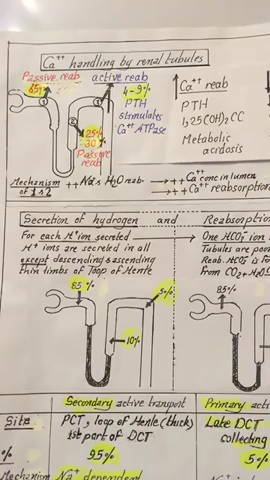 Ca++ handling by renal tubules
Passive reab
65%
active reab
4-9%
PTH
stimulates
Ca++ ATPase
1
2
25%
30%
Passive
reab
Ca++ reab
PTH
1,25(OH)2CC
Metabolic
acidosis
Mechanism
of 1 & 2
++ Na & H2O reab. → ++ Ca++ conc in lumen
→ ++ Ca++ reabsorption
Secretion of hydrogen and Reabsorptio
For each H+ ion secreted → One HCO3- ion
H+ ions are secreted in all
except descending & ascending
thin limbs of loop of Henle
Tubules are poor
Reab. HCO3- is
From CO2 + H2O
85%
5%
10%
85%
Secondary active transport
Primary acti
Site
PCT, loop of Henle (thick)
1st part of DCT
Late DCT
collecting
%
95%
5%
Mechanism
Na+ dependent